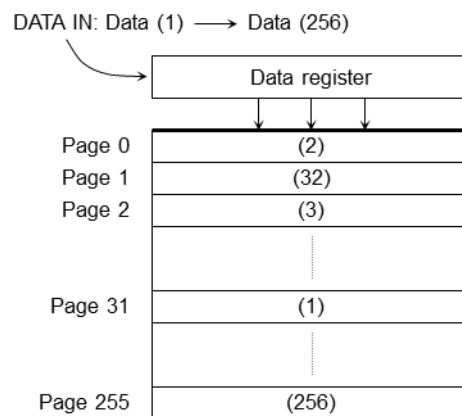 DATA IN: Data (1) ⟶ Data (256)
Data register
Page 0 (2)
Page 1 (32)
Page 2 (3)
Page 31 (1)
Page 255 (256)